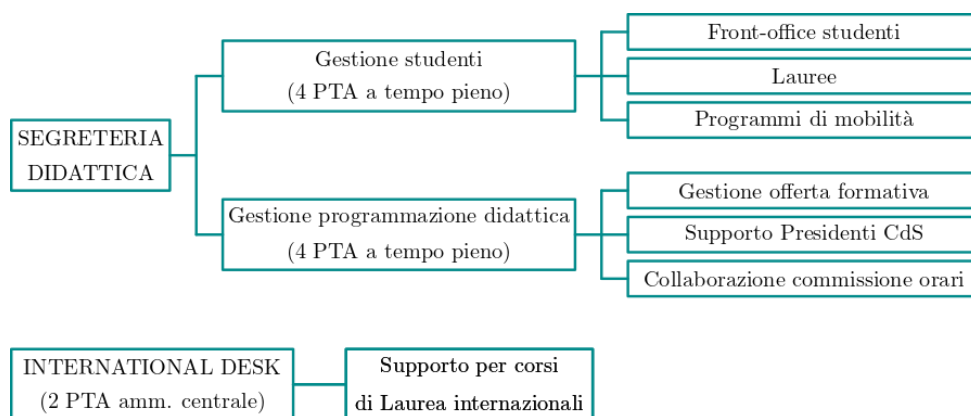 SEGRETERIA
DIDATTICA
Gestione studenti
(4 PTA a tempo pieno)
Front-office studenti
Lauree
Programmi di mobilità
Gestione programmazione didattica
(4 PTA a tempo pieno)
Gestione offerta formativa
Supporto Presidenti CdS
Collaborazione commissione orari
INTERNATIONAL DESK
(2 PTA amm. centrale)
Supporto per corsi
di Laurea internazionali